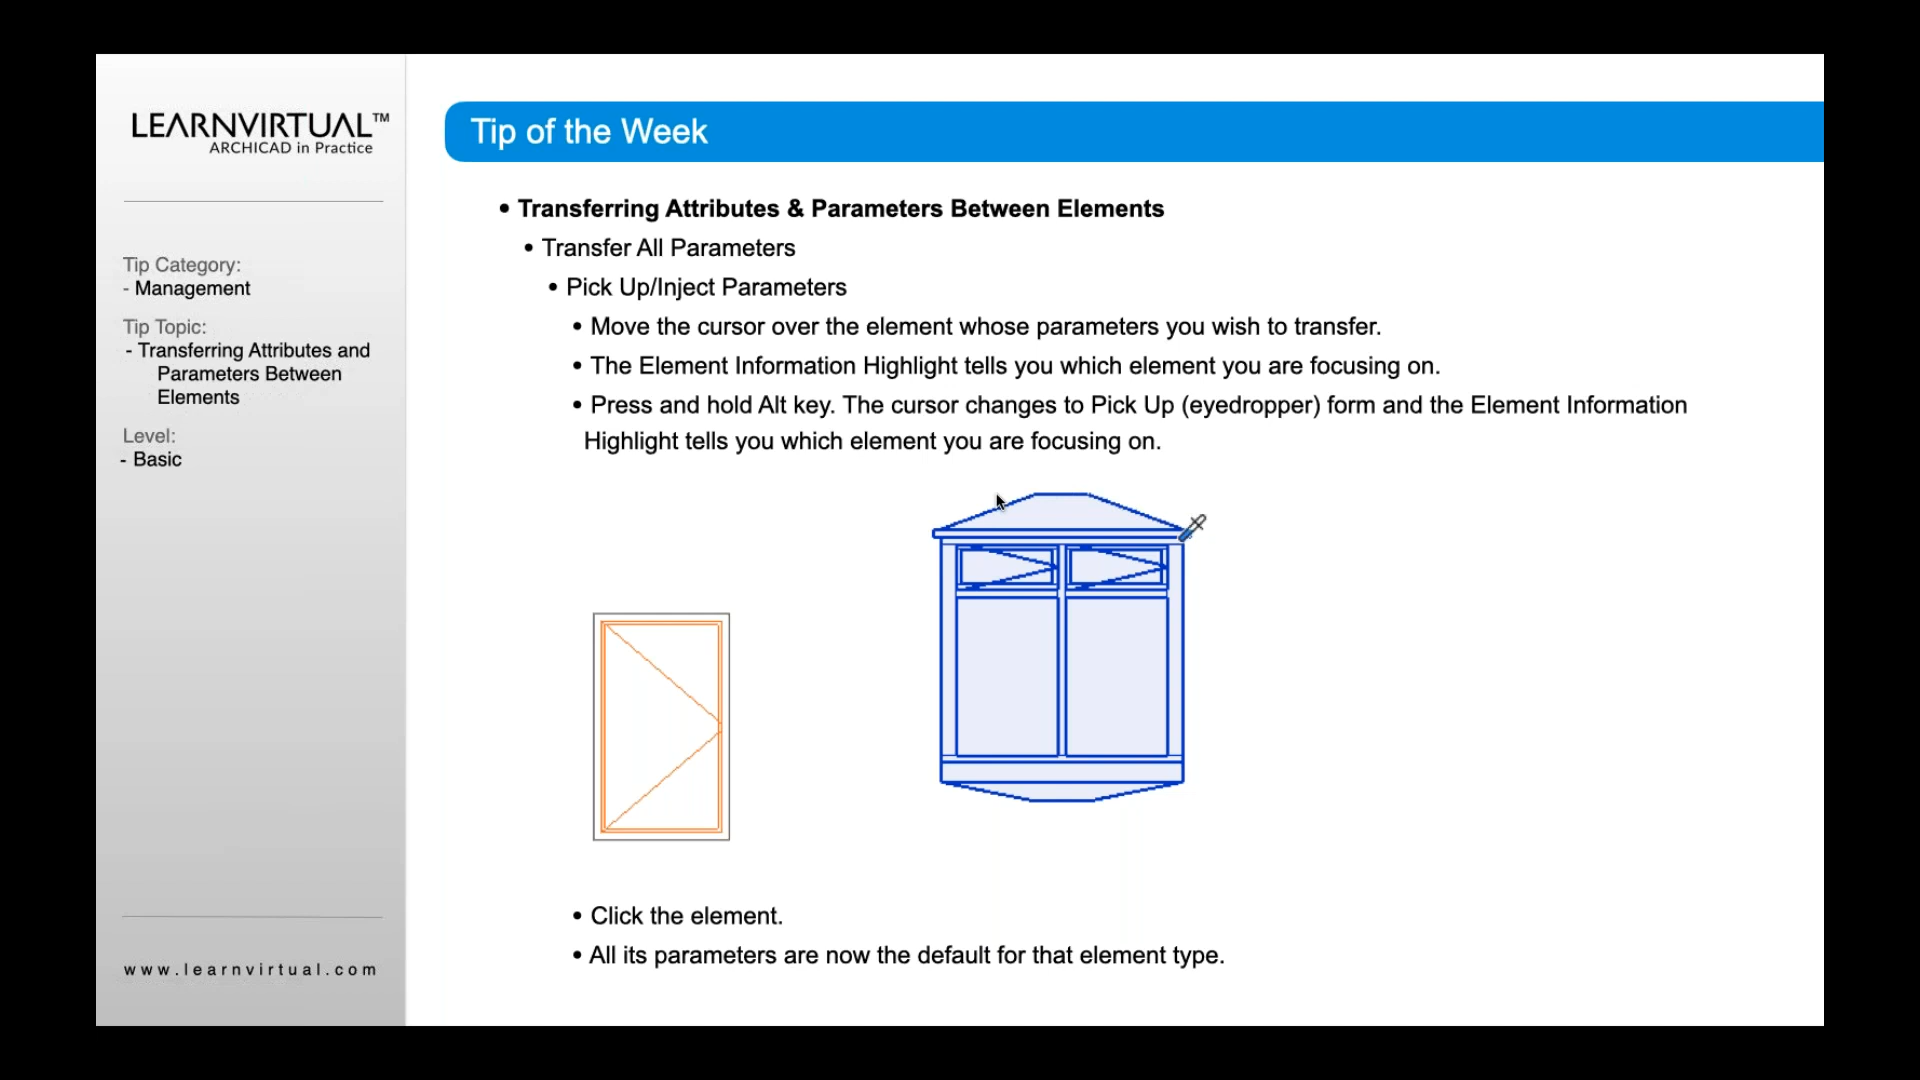 LEARNVIRTUAL™
ARCHICAD in Practice
Tip Category:
- Management
Tip Topic:
- Transferring Attributes and
Parameters Between
Elements
Level:
- Basic
www.learnvirtual.com
Tip of the Week
• Transferring Attributes & Parameters Between Elements
• Transfer All Parameters
• Pick Up/Inject Parameters
• Move the cursor over the element whose parameters you wish to transfer.
• The Element Information Highlight tells you which element you are focusing on.
• Press and hold Alt key. The cursor changes to Pick Up (eyedropper) form and the Element Information
Highlight tells you which element you are focusing on.
• Click the element.
• All its parameters are now the default for that element type.